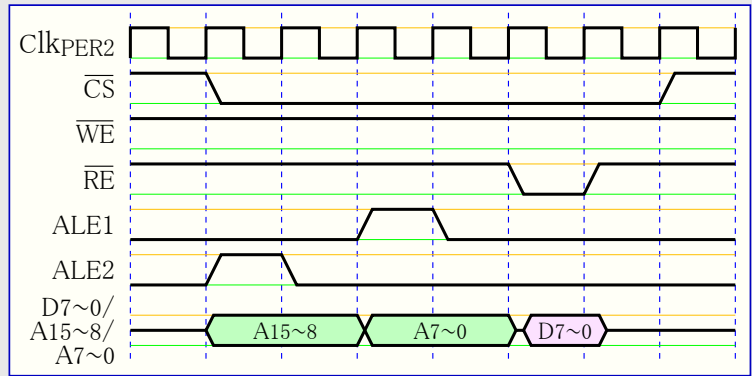 ClkPER2
CS
WE
RE
ALE1
ALE2
D7~0/
A15~8/
A7~0
A15~8
A7~0
D7~0